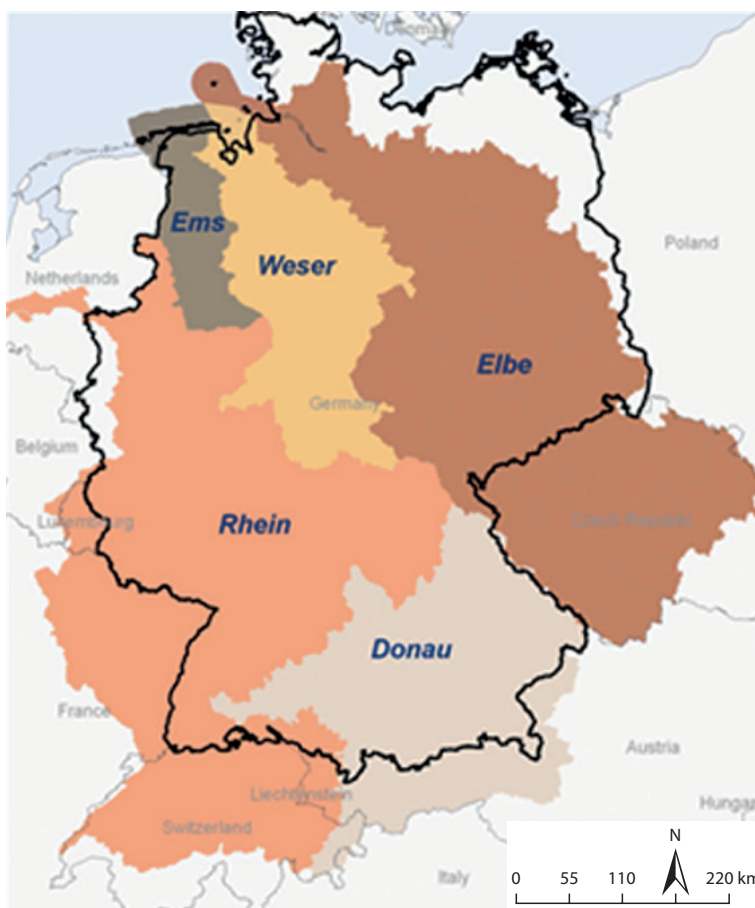 Denmark
Ems
Poland
Weser
Netherlands
Elbe
Germany
Belgium
Rhein
Luxembourg
Czech Republic
Donau
France
Austria
Liechtenstein
Hungar
Switzerland
Italy
N
0 55 110 220 km